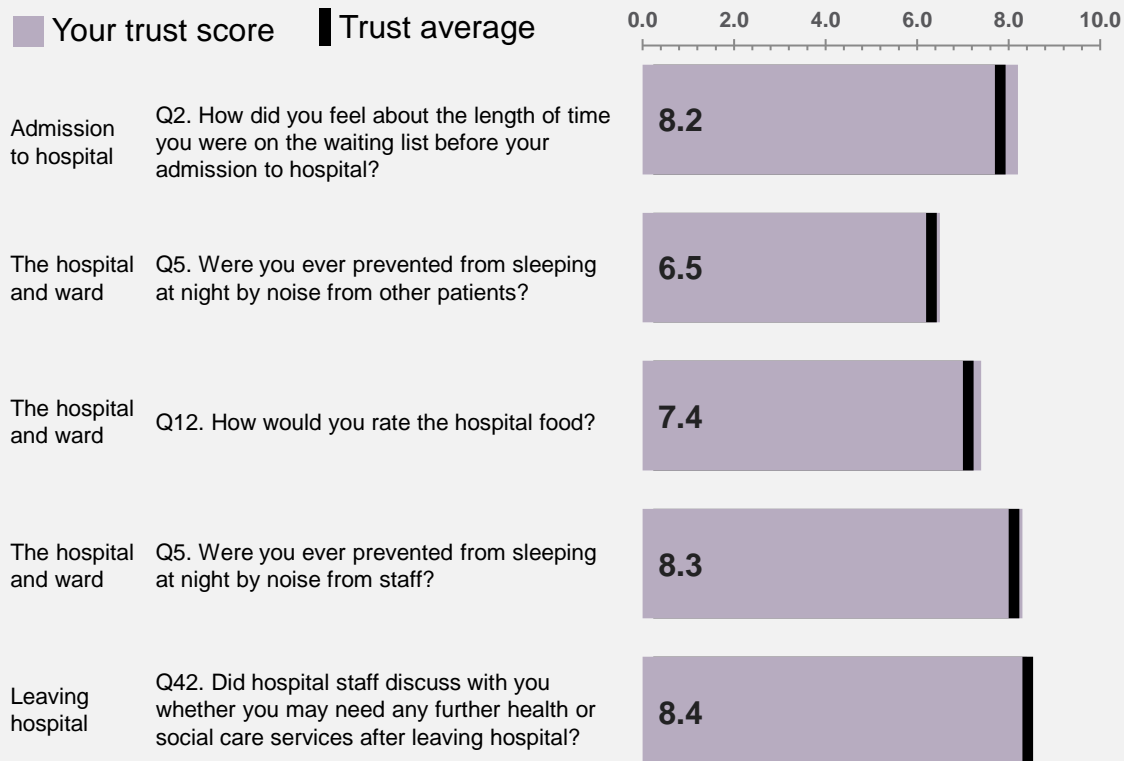 Your trust score
Trust average
0.0 2.0 4.0 6.0 8.0 10.0
Admission
to hospital
Q2. How did you feel about the length of time
you were on the waiting list before your
admission to hospital?
8.2
The hospital
and ward
Q5. Were you ever prevented from sleeping
at night by noise from other patients?
6.5
The hospital
and ward
Q12. How would you rate the hospital food?
7.4
The hospital
and ward
Q5. Were you ever prevented from sleeping
at night by noise from staff?
8.3
Leaving
hospital
Q42. Did hospital staff discuss with you
whether you may need any further health or
social care services after leaving hospital?
8.4